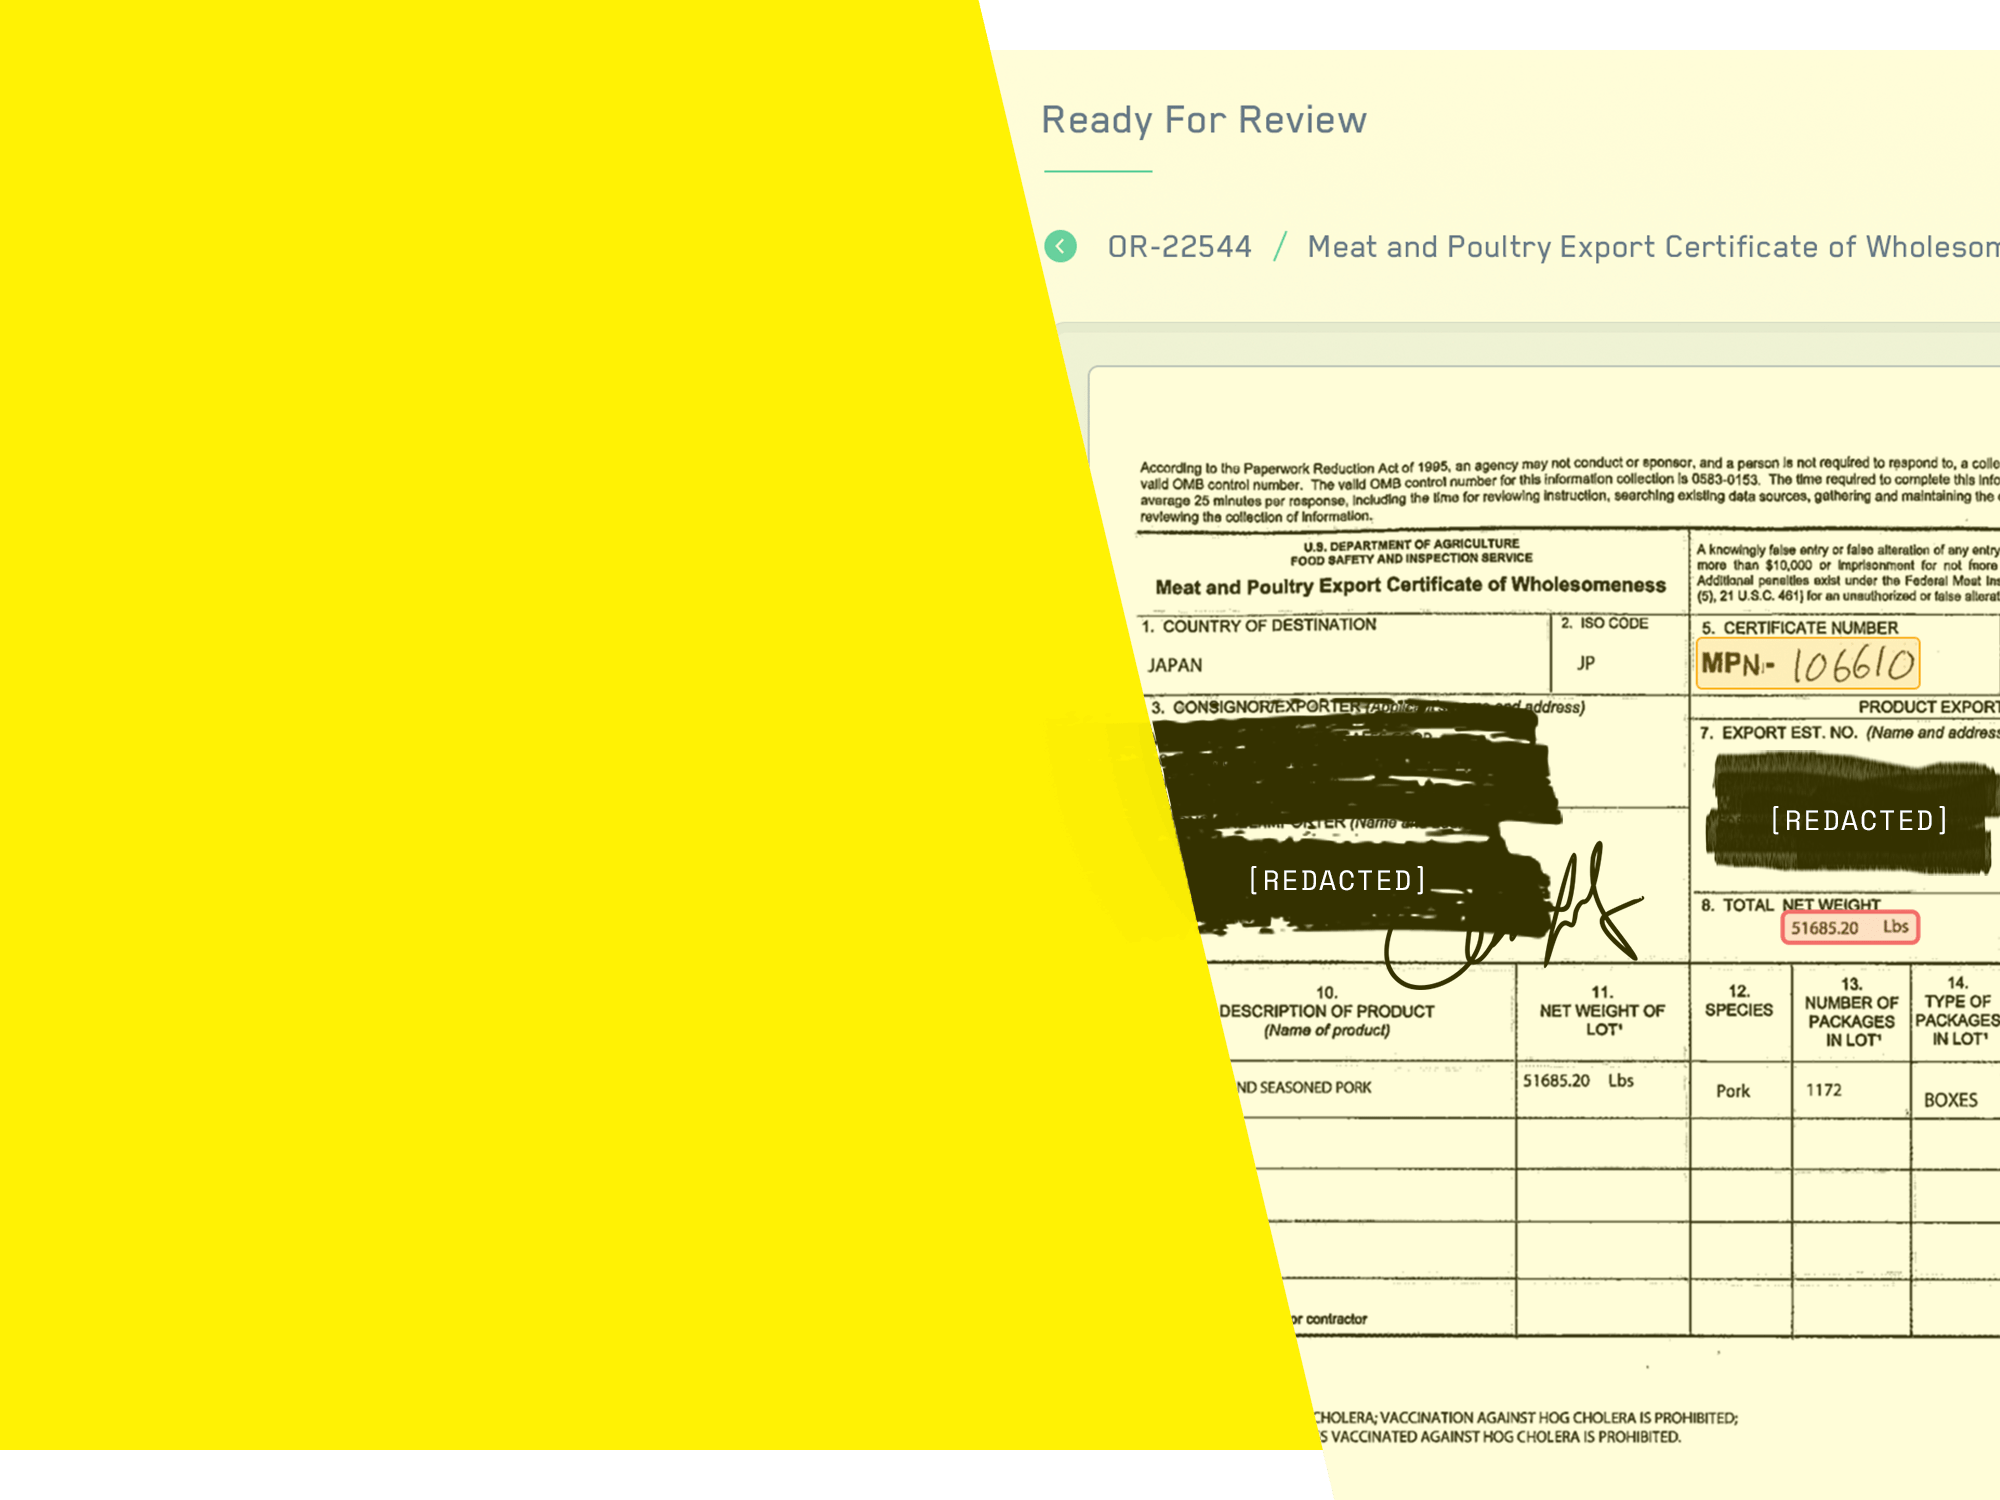 Ready For Review
OR-22544 / Meat and Poultry Export Certificate of Wholesom
According to the Paperwork Reduction Act of 1995, an agency may not conduct or sponsor, and a person is not required to respond to, a colle
valid OMB control number. The valid OMB control number for this information collection is 0583-0153. The time required to complete this info
average 25 minutes per response, including the time for reviewing instruction, searching existing data sources, gathering and maintaining the
reviewing the collection of information.
U.S. DEPARTMENT OF AGRICULTURE
FOOD SAFETY AND INSPECTION SERVICE
Meat and Poultry Export Certificate of Wholesomeness
A knowingly false entry or false alteration of any entry
more than $10,000 or imprisonment for not more
Additional penalties exist under the Federal Meat Ins
(5), 21 U.S.C. 461) for an unauthorized or false alterat
1. COUNTRY OF DESTINATION
JAPAN
2. ISO CODE
JP
5. CERTIFICATE NUMBER
MPN- 106610
3. CONSIGNOR/EXPORTER (Applicant's and address)
PRODUCT EXPORT
7. EXPORT EST. NO. (Name and address
[REDACTED]
PORTER (Name
[REDACTED]
8. TOTAL NET WEIGHT
51685.20 Lbs
10.
DESCRIPTION OF PRODUCT
(Name of product)
11.
NET WEIGHT OF
LOT¹
12.
SPECIES
13.
NUMBER OF
PACKAGES
IN LOT¹
14.
TYPE OF
PACKAGES
IN LOT¹
ND SEASONED PORK
51685.20 Lbs
Pork
1172
BOXES
or contractor
CHOLERA; VACCINATION AGAINST HOG CHOLERA IS PROHIBITED;
S VACCINATED AGAINST HOG CHOLERA IS PROHIBITED.